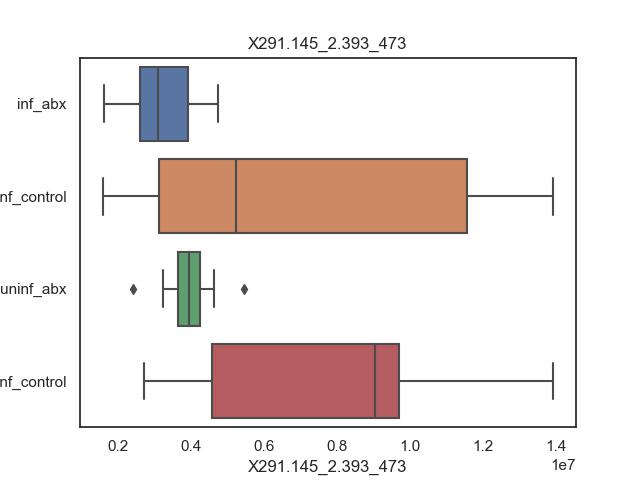 X291.145_2.393_473
inf_abx
nf_control
uninf_abx
nf_control
0.2 0.4 0.6 0.8 1.0 1.2 1.4
X291.145_2.393_473
1e7